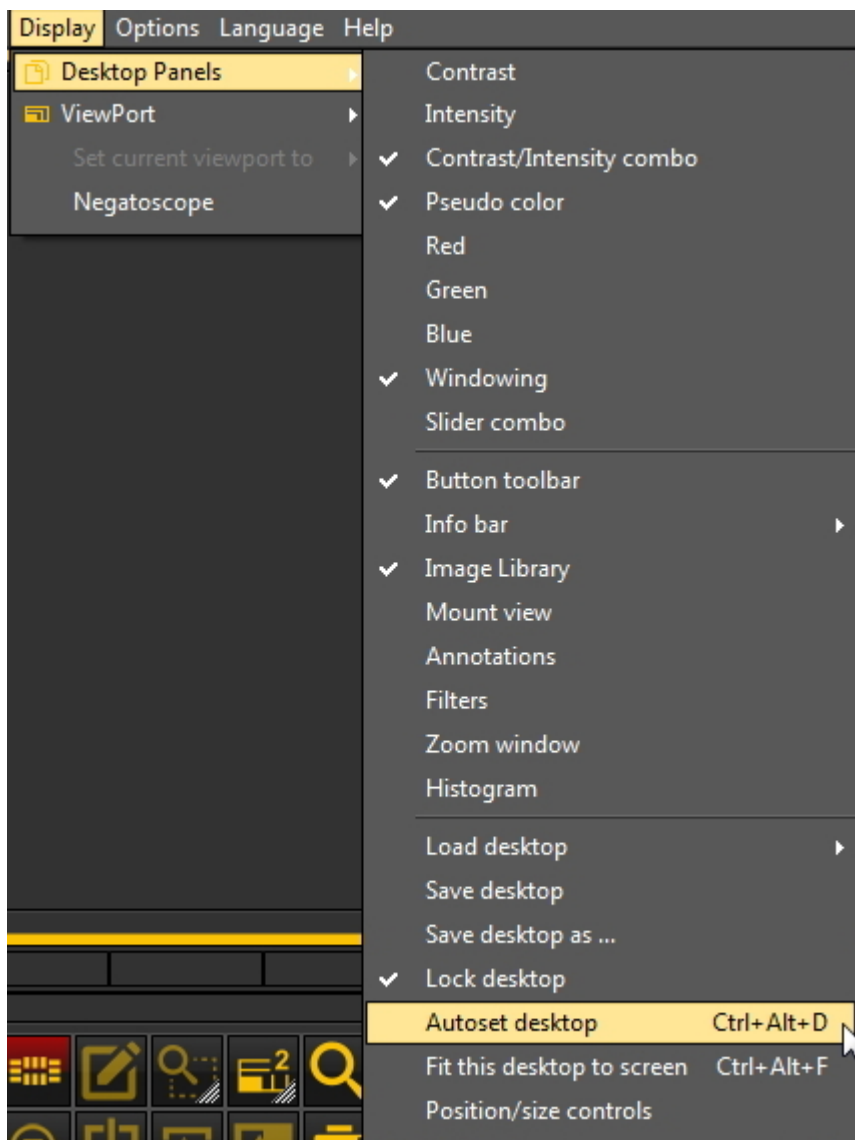 Display Options Language Help
Desktop Panels
ViewPort
Set current viewport to
Negatoscope
Contrast
Intensity
Contrast/Intensity combo
Pseudo color
Red
Green
Blue
Windowing
Slider combo
Button toolbar
Info bar
Image Library
Mount view
Annotations
Filters
Zoom window
Histogram
Load desktop
Save desktop
Save desktop as ...
Lock desktop
Autoset desktop Ctrl+Alt+D
Fit this desktop to screen Ctrl+Alt+F
Position/size controls
2